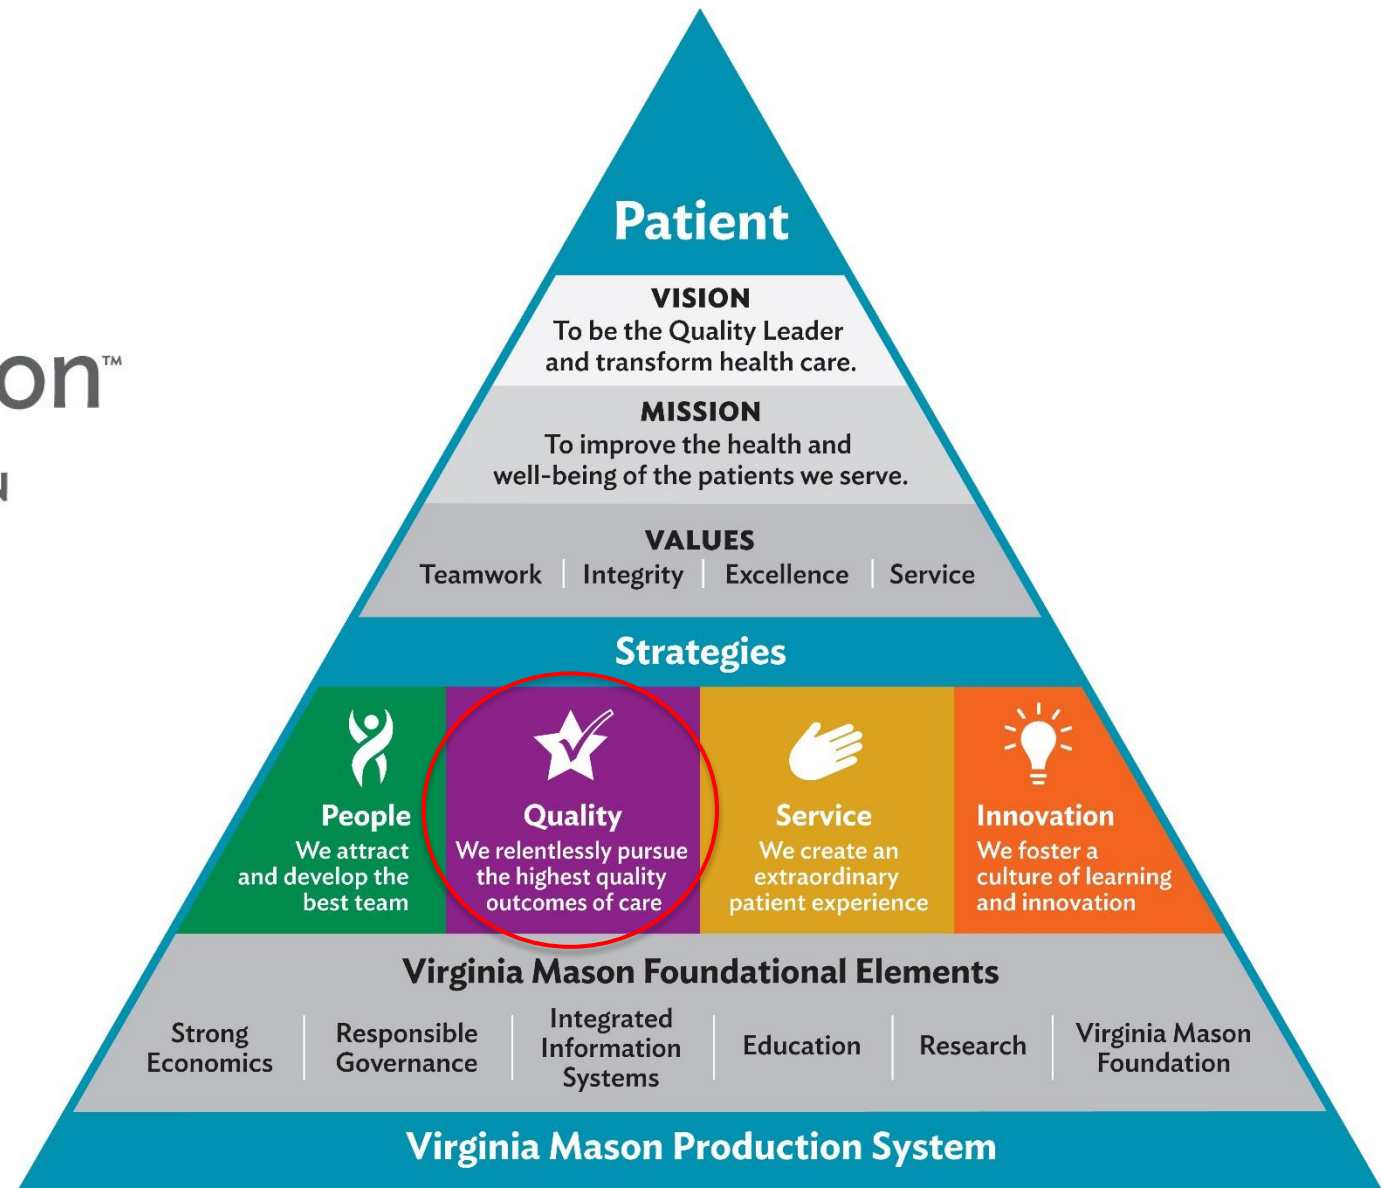 Patient
VISION
To be the Quality Leader
and transform health care.
on™
MISSION
To improve the health and
well-being of the patients we serve.
VALUES
Teamwork Integrity Excellence Service
Strategies
People
We attract
and develop the
best team
Quality
We relentlessly pursue
the highest quality
outcomes of care
Service
We create an
extraordinary
patient experience
Innovation
We foster a
culture of learning
and innovation
Virginia Mason Foundational Elements
Strong
Economics
Responsible
Governance
Integrated
Information
Systems
Education
Research
Virginia Mason
Foundation
Virginia Mason Production System